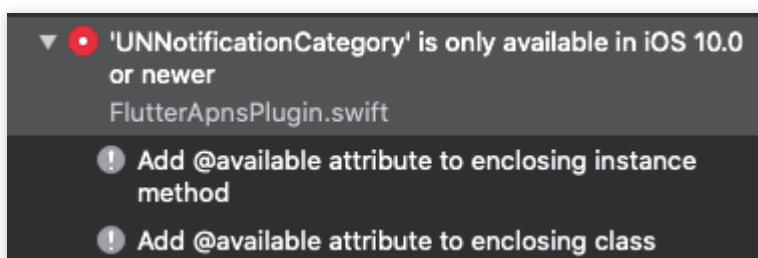 'UNNotificationCategory' is only available in iOS 10.0
or newer
FlutterApnsPlugin.swift
Add @available attribute to enclosing instance
method
Add @available attribute to enclosing class